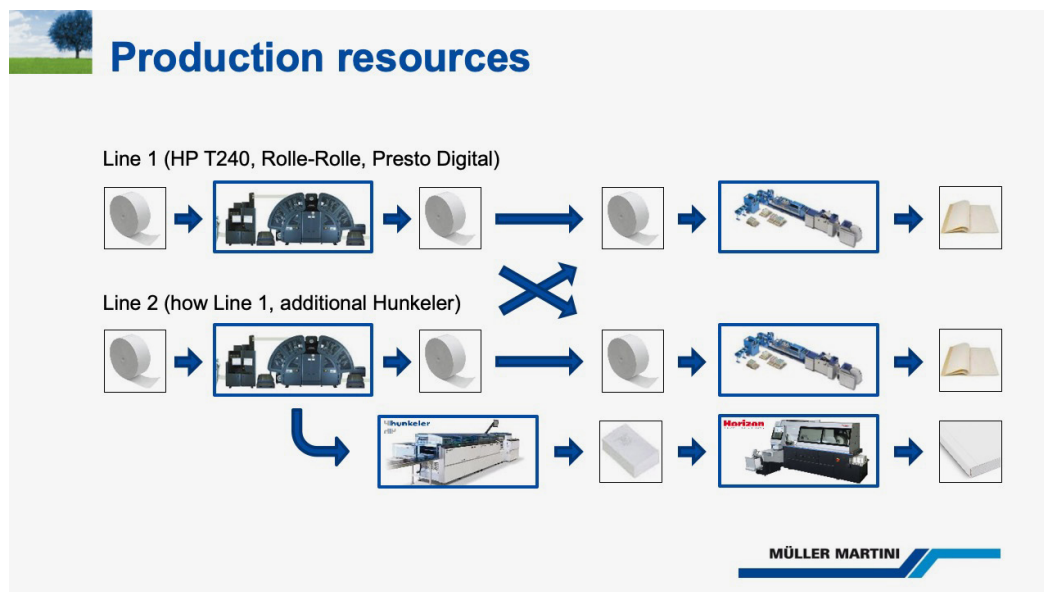 Production resources
Line 1 (HP T240, Rolle-Rolle, Presto Digital)
Line 2 (how Line 1, additional Hunkeler)
hunkeler
Horizon
MÜLLER MARTINI